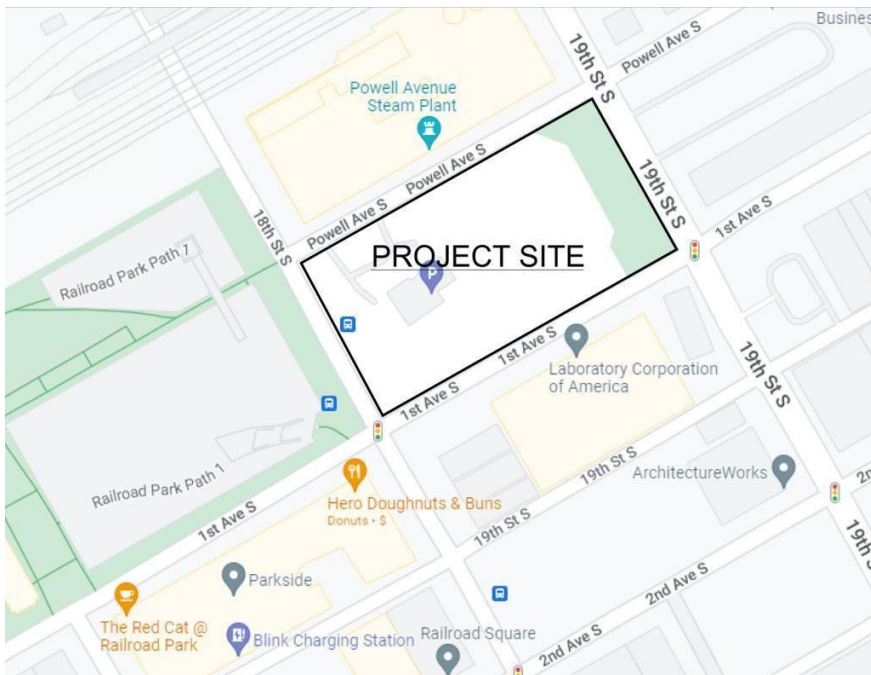 Busines
19th St S
Powell Ave S
Powell Avenue
Steam Plant
Powell Ave S
Powell Ave S
19th St S
1st Ave S
18th St S
PROJECT SITE
P
Railroad Park Path 7
1st Ave S
Laboratory Corporation
of America
19th St S
1st Ave S
ArchitectureWorks
19th St S
2n
Railroad Park Path 1
Hero Doughnuts & Buns
Donuts • $
1st Ave S
19th St S
19th St S
Parkside
2nd Ave S
The Red Cat @
Railroad Park
Blink Charging Station
Railroad Square
2nd Ave S